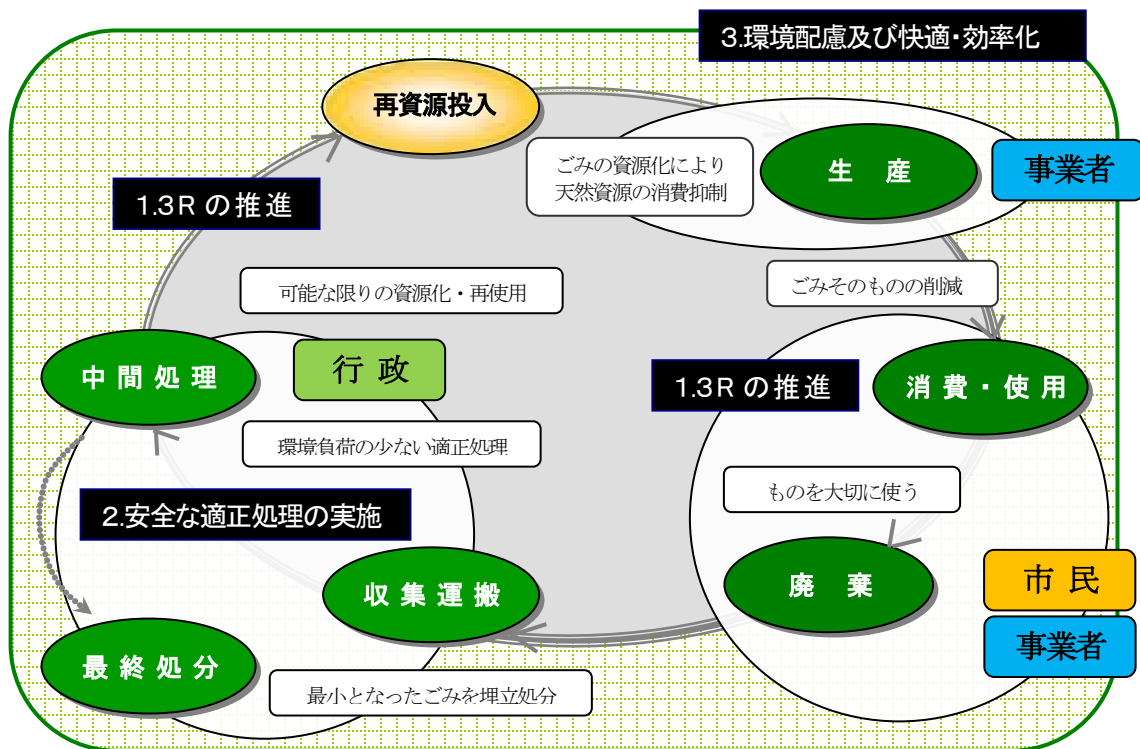 3.環境配慮及び快適・効率化
再資源投入
ごみの資源化により
天然資源の消費抑制
生 産
事業者
1.3Rの推進
可能な限りの資源化・再使用
ごみそのものの削減
中間処理
行 政
1.3Rの推進
消費・使用
環境負荷の少ない適正処理
ものを大切に使う
2.安全な適正処理の実施
収集運搬
廃 棄
市 民
事業者
最終処分
最小となったごみを埋立処分